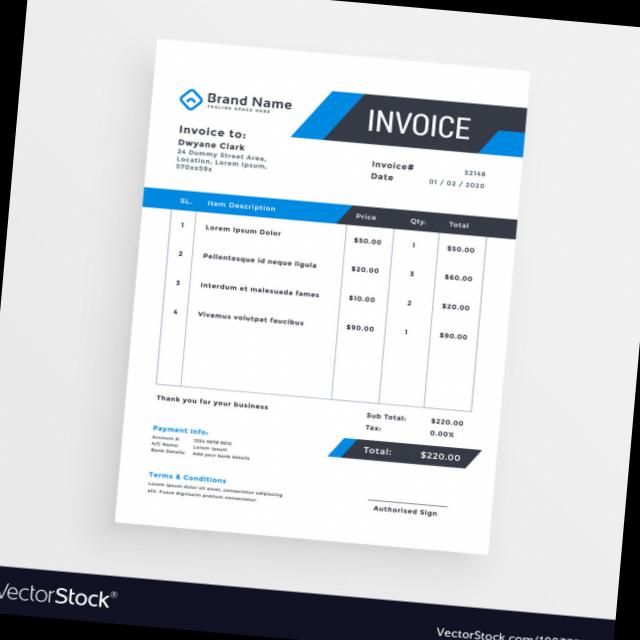 Brand Name
TAGLINE SPACE HERE
INVOICE
Invoice to:
Dwyane Clark
24 Dummy Street Area,
Location, Lorem Ipsum,
570xx59x
Invoice# 52148
Date 01 / 02 / 2020
SL. Item Description Price Qty. Total
1 Lorem Ipsum Dolor $50.00 1 $50.00
2 Pellentesque id neque ligula $20.00 3 $60.00
3 Interdum et malesuada fames $10.00 2 $20.00
4 Vivamus volutpat faucibus $90.00 1 $90.00
Thank you for your business
Sub Total: $220.00
Tax: 0.00%
Total: $220.00
Payment Info:
Account #: 1234 5678 9012
A/C Name: Lorem Ipsum
Bank Details: Add your bank details
Terms & Conditions
Lorem ipsum dolor sit amet, consectetur adipiscing
elit. Fusce dignissim pretium consectetur.
Authorised Sign
VectorStock®
VectorStock.com/